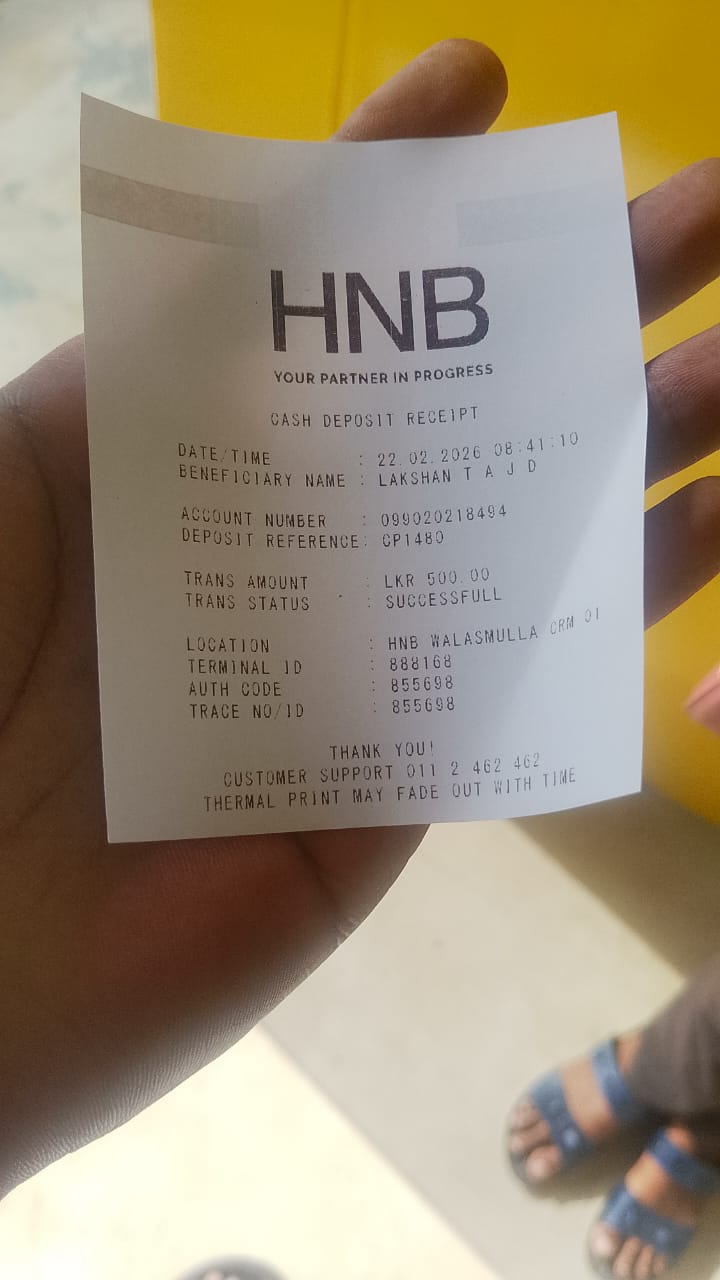 HNB
YOUR PARTNER IN PROGRESS
CASH DEPOSIT RECEIPT
DATE/TIME : 22.02.2026 08:41:10
BENEFICIARY NAME : LAKSHAN T A J D
ACCOUNT NUMBER : 099020218494
DEPOSIT REFERENCE: CP1480
TRANS AMOUNT : LKR 500.00
TRANS STATUS : SUCCESSFULL
LOCATION : HNB WALASMULLA CRM 01
TERMINAL ID : 888168
AUTH CODE : 855698
TRACE NO/ID : 855698
THANK YOU!
CUSTOMER SUPPORT 011 2 462 462
THERMAL PRINT MAY FADE OUT WITH TIME